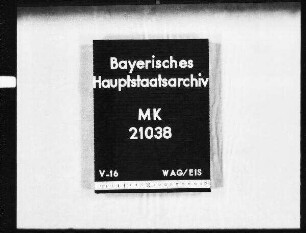 Bayerisches
Hauptstaatsarchiv
MK
21038
V-16 WAG/EIS